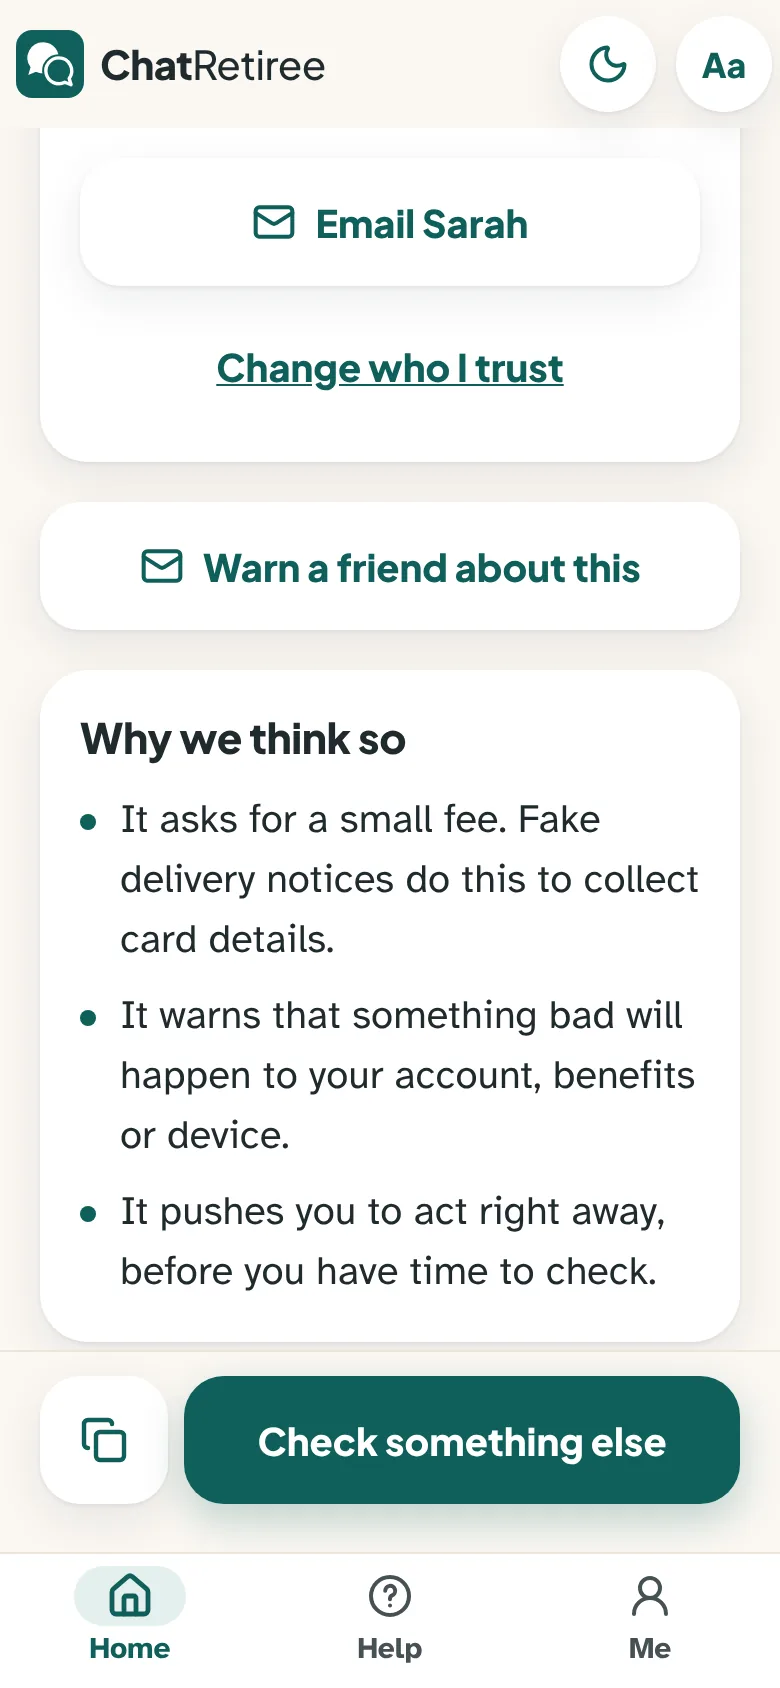 ChatRetiree
Aa
Email Sarah
Change who I trust
Warn a friend about this
Why we think so
It asks for a small fee. Fake
delivery notices do this to collect
card details.
It warns that something bad will
happen to your account, benefits
or device.
It pushes you to act right away,
before you have time to check.
Check something else
Home
Help
Me